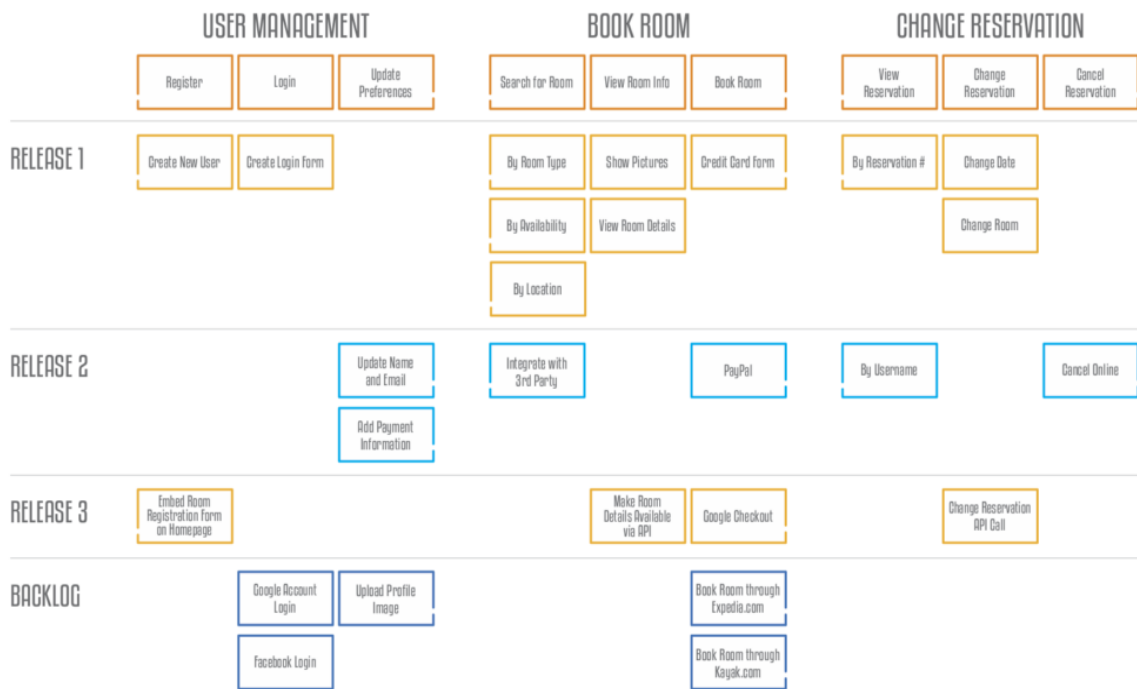 USER MANAGEMENT
BOOK ROOM
CHANGE RESERVATION
Register
Login
Update
Preferences
Search for Room
View Room Info
Book Room
View
Reservation
Change
Reservation
Cancel
Reservation
RELEASE 1
Create New User
Create Login Form
By Room Type
Show Pictures
Credit Card Form
By Reservation #
Change Date
By Availability
View Room Details
Change Room
By Location
RELEASE 2
Update Name
and Email
Integrate with
3rd Party
PayPal
By Username
Cancel Online
Add Payment
Information
RELEASE 3
Embed Room
Registration Form
on Homepage
Make Room
Details Available
via API
Google Checkout
Change Reservation
API Call
BACKLOG
Google Account
Login
Upload Profile
Image
Book Room through
Expedia.com
Facebook Login
Book Room through
Kayak.com